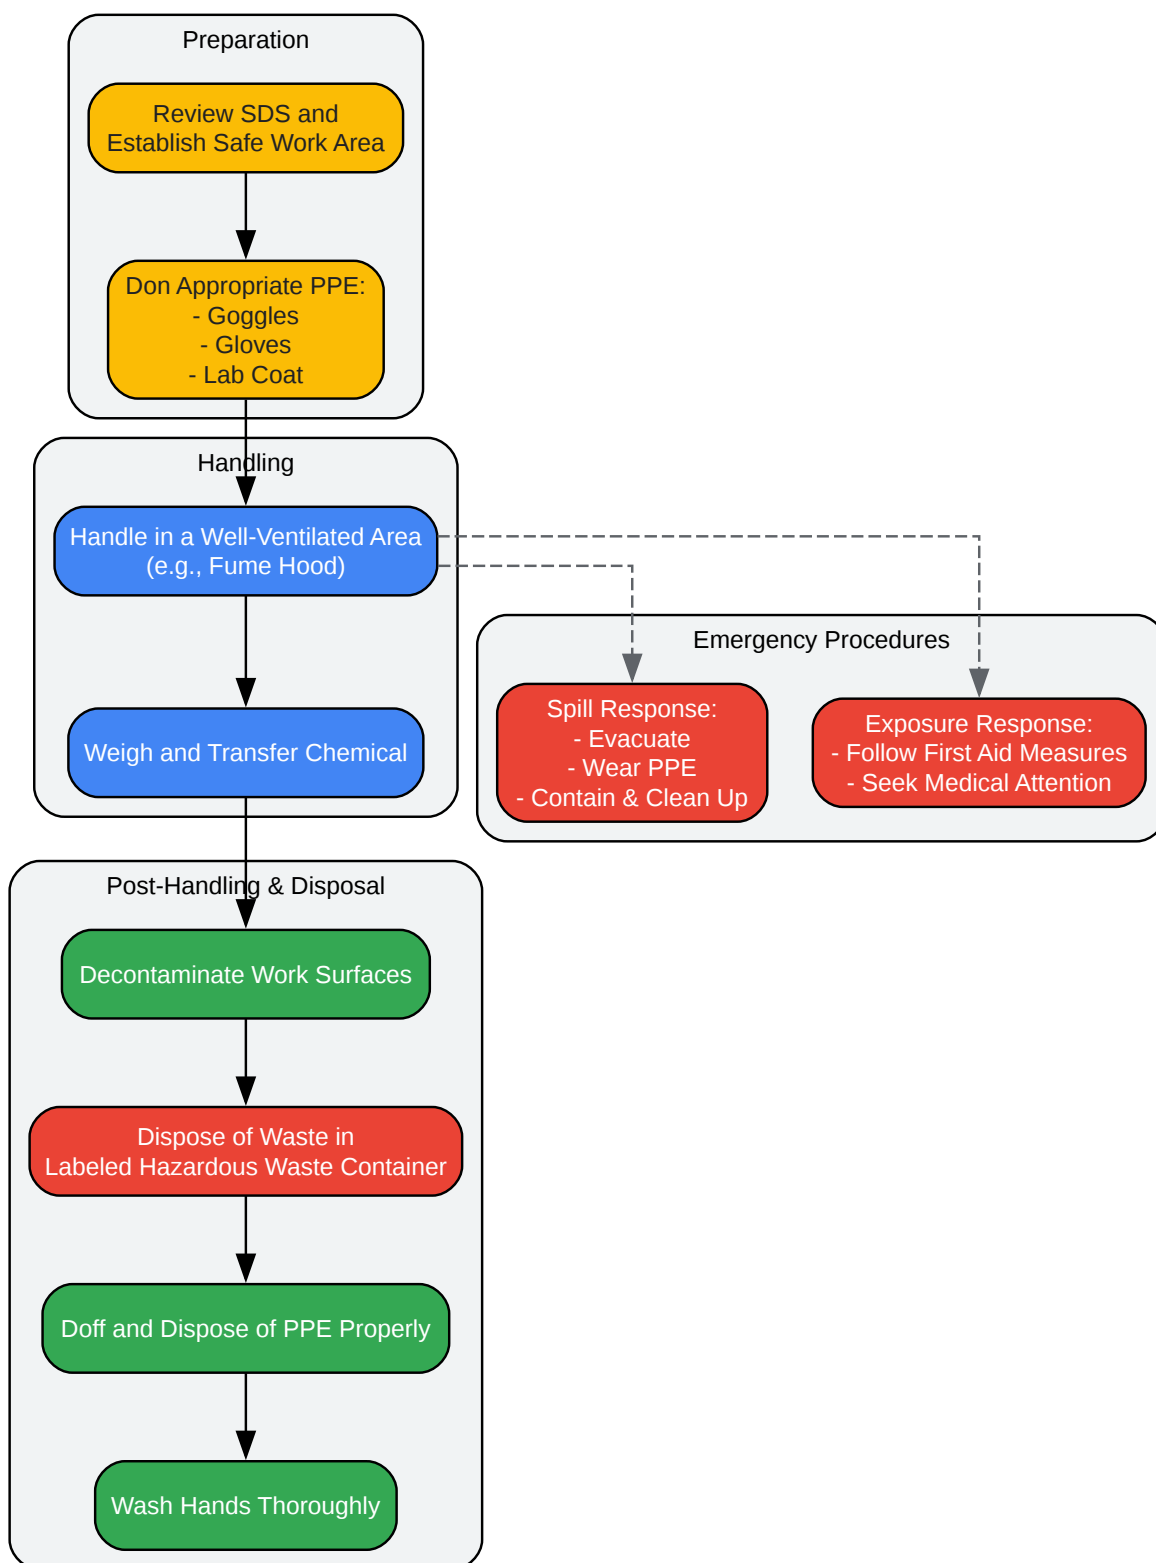 Preparation
Review SDS and
Establish Safe Work Area
Don Appropriate PPE:
- Goggles
- Gloves
- Lab Coat
Handling
Handle in a Well-Ventilated Area
(e.g., Fume Hood)
Weigh and Transfer Chemical
Emergency Procedures
Spill Response:
- Evacuate
- Wear PPE
- Contain & Clean Up
Exposure Response:
- Follow First Aid Measures
- Seek Medical Attention
Post-Handling & Disposal
Decontaminate Work Surfaces
Dispose of Waste in
Labeled Hazardous Waste Container
Doff and Dispose of PPE Properly
Wash Hands Thoroughly